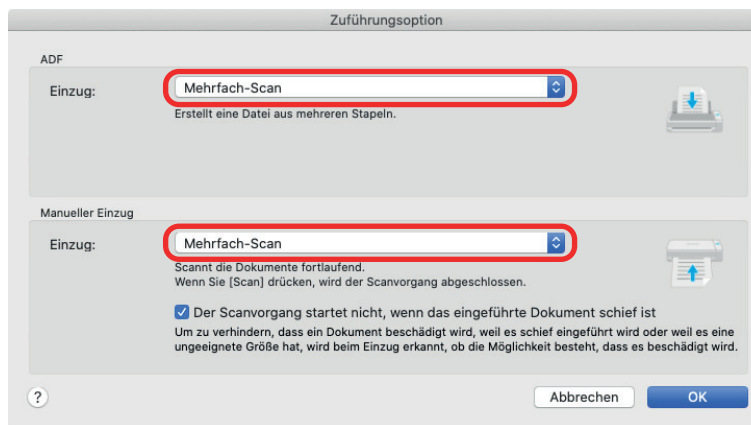 Zuführungsoption
ADF
Einzug:
Mehrfach-Scan
Erstellt eine Datei aus mehreren Stapeln.
Manueller Einzug
Einzug:
Mehrfach-Scan
Scannt die Dokumente fortlaufend.
Wenn Sie [Scan] drücken, wird der Scanvorgang abgeschlossen.
Der Scanvorgang startet nicht, wenn das eingeführte Dokument schief ist
Um zu verhindern, dass ein Dokument beschädigt wird, weil es schief eingeführt wird oder weil es eine
ungeeignete Größe hat, wird beim Einzug erkannt, ob die Möglichkeit besteht, dass es beschädigt wird.
?
Abbrechen
OK